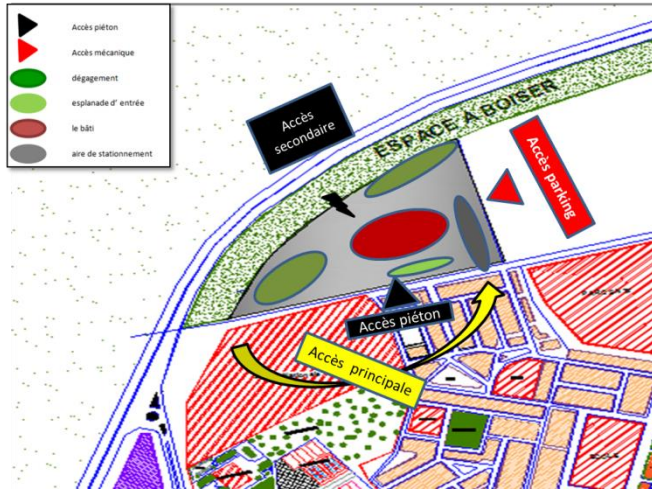 Accès piéton
Accès mécanique
dégagement
esplanade d' entrée
le bâti
aire de stationnement
Accès
secondaire
ESPACE A BOISER
Accès parking
Accès piéton
Accès principale